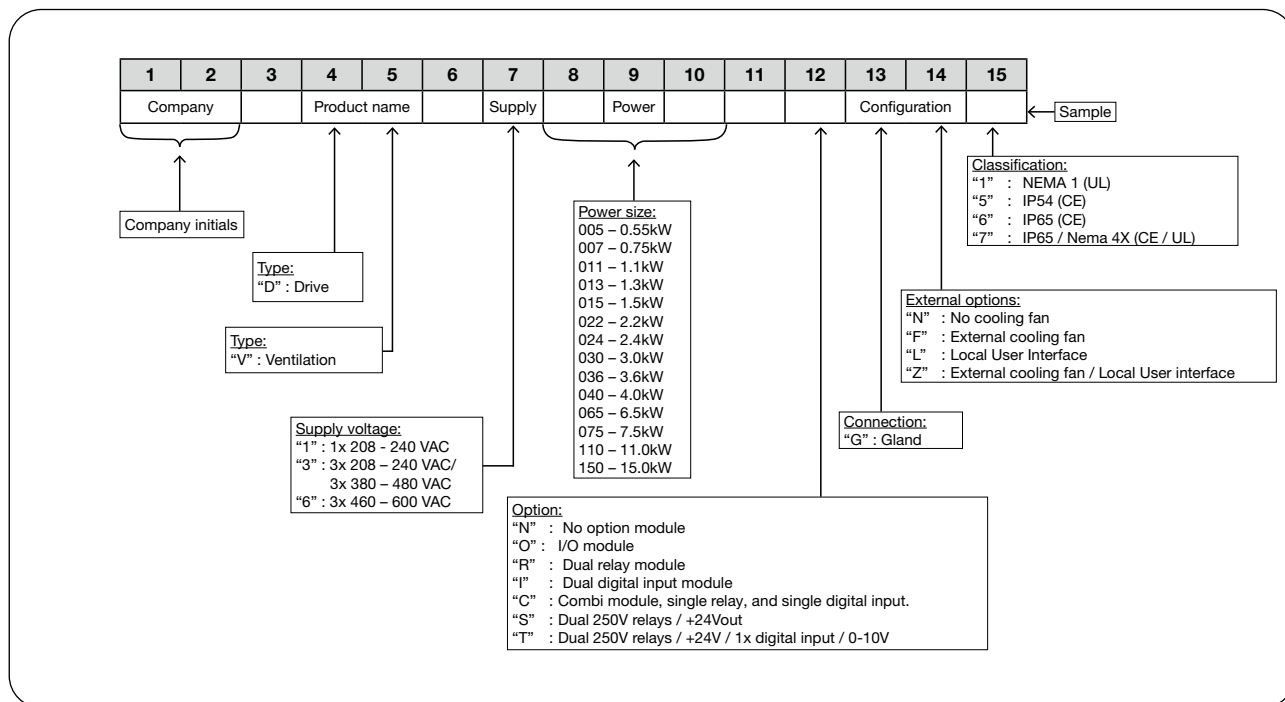 1 2 3 4 5 6 7 8 9 10 11 12 13 14 15
Company Product name Supply Power Configuration
Sample
Company initials
Type:
“D” : Drive
Type:
“V” : Ventilation
Supply voltage:
“1” : 1x 208 - 240 VAC
“3” : 3x 208 – 240 VAC/
3x 380 – 480 VAC
“6” : 3x 460 – 600 VAC
Power size:
005 – 0.55kW
007 – 0.75kW
011 – 1.1kW
013 – 1.3kW
015 – 1.5kW
022 – 2.2kW
024 – 2.4kW
030 – 3.0kW
036 – 3.6kW
040 – 4.0kW
065 – 6.5kW
075 – 7.5kW
110 – 11.0kW
150 – 15.0kW
Option:
“N” : No option module
“O” : I/O module
“R” : Dual relay module
“I” : Dual digital input module
“C” : Combi module, single relay, and single digital input.
“S” : Dual 250V relays / +24Vout
“T” : Dual 250V relays / +24V / 1x digital input / 0-10V
Connection:
“G” : Gland
External options:
“N” : No cooling fan
“F” : External cooling fan
“L” : Local User Interface
“Z” : External cooling fan / Local User interface
Classification:
“1” : NEMA 1 (UL)
“5” : IP54 (CE)
“6” : IP65 (CE)
“7” : IP65 / Nema 4X (CE / UL)